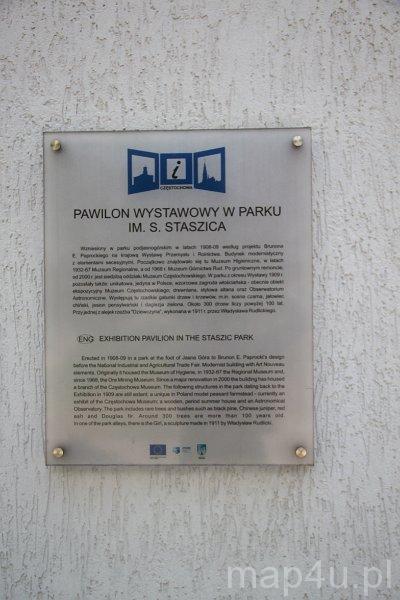 i
CZĘSTOCHOWA
PAWILON WYSTAWOWY W PARKU
IM. S. STASZICA
Wzniesiony w parku podjasnogórskim w latach 1908-09 według projektu Brunona
E. Paprockiego na krajową Wystawę Przemysłu i Rolnictwa. Budynek modernistyczny
z elementami secesyjnymi. Początkowo znajdowało się tu Muzeum Higieniczne, w latach
1932-67 Muzeum Regionalne, a od 1968 r. Muzeum Górnictwa Rud. Po gruntownym remoncie,
od 2000 r. jest siedzibą oddziału Muzeum Częstochowskiego. W parku z okresu Wystawy 1909 r.
pozostały także: unikatowa, jedyna w Polsce, wzorcowa zagroda włościańska - obecnie obiekt
ekspozycyjny Muzeum Częstochowskiego; drewniana, stylowa altana oraz Obserwatorium
Astronomiczne. Występują tu rzadkie gatunki drzew i krzewów, m.in. sosna czarna, jałowiec
chiński, jesion pensylwański i daglezja zielona. Około 300 drzew liczy powyżej 100 lat.
Przy jednej z alejek rzeźba "Dziewczyna", wykonana w 1911 r. przez Władysława Rudlickiego.
ENG EXHIBITION PAVILION IN THE STASZIC PARK
Erected in 1908-09 in a park at the foot of Jasna Góra to Brunon E. Paprocki's design
before the National Industrial and Agricultural Trade Fair. Modernist building with Art Nouveau
elements. Originally it housed the Museum of Hygiene, in 1932-67 the Regional Museum and,
since 1968, the Ore Mining Museum. Since a major renovation in 2000 the building has housed
a branch of the Częstochowa Museum. The following structures in the park dating back to the
Exhibition in 1909 are still extant: a unique in Poland model peasant farmstead - currently an
exhibit of the Częstochowa Museum; a wooden, period summer house and an Astronomical
Observatory. The park includes rare trees and bushes such as black pine, Chinese juniper, red
ash and Douglas fir. Around 300 trees are more than 100 years old.
In one of the park alleys, there is the Girl, a sculpture made in 1911 by Władysław Rudlicki.
map4u.pl